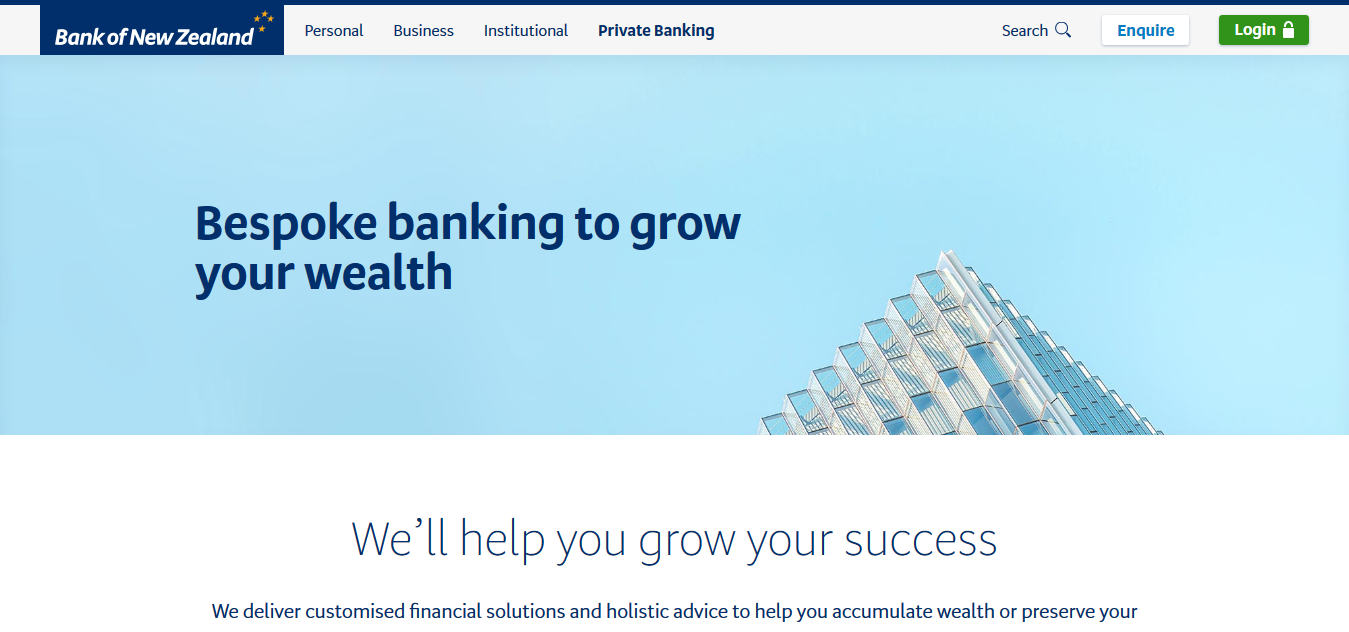 Bank of New Zealand
Personal Business Institutional Private Banking Search Enquire Login
Bespoke banking to grow
your wealth
We’ll help you grow your success
We deliver customised financial solutions and holistic advice to help you accumulate wealth or preserve your